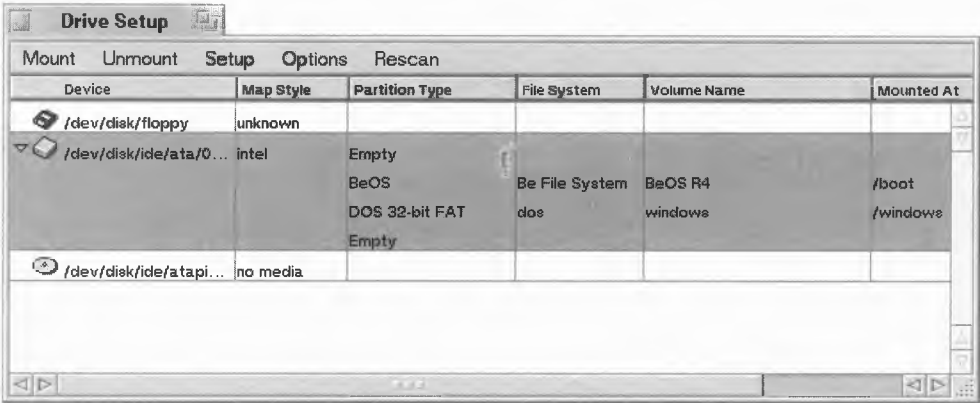 Drive Setup
Mount Unmount Setup Options Rescan
Device Map Style Partition Type File System Volume Name Mounted At
/dev/disk/floppy unknown
/dev/disk/ide/ata/0... intel Empty
BeOS Be File System BeOS R4 /boot
DOS 32-bit FAT dos windows /windows
Empty
/dev/disk/ide/atapi... no media